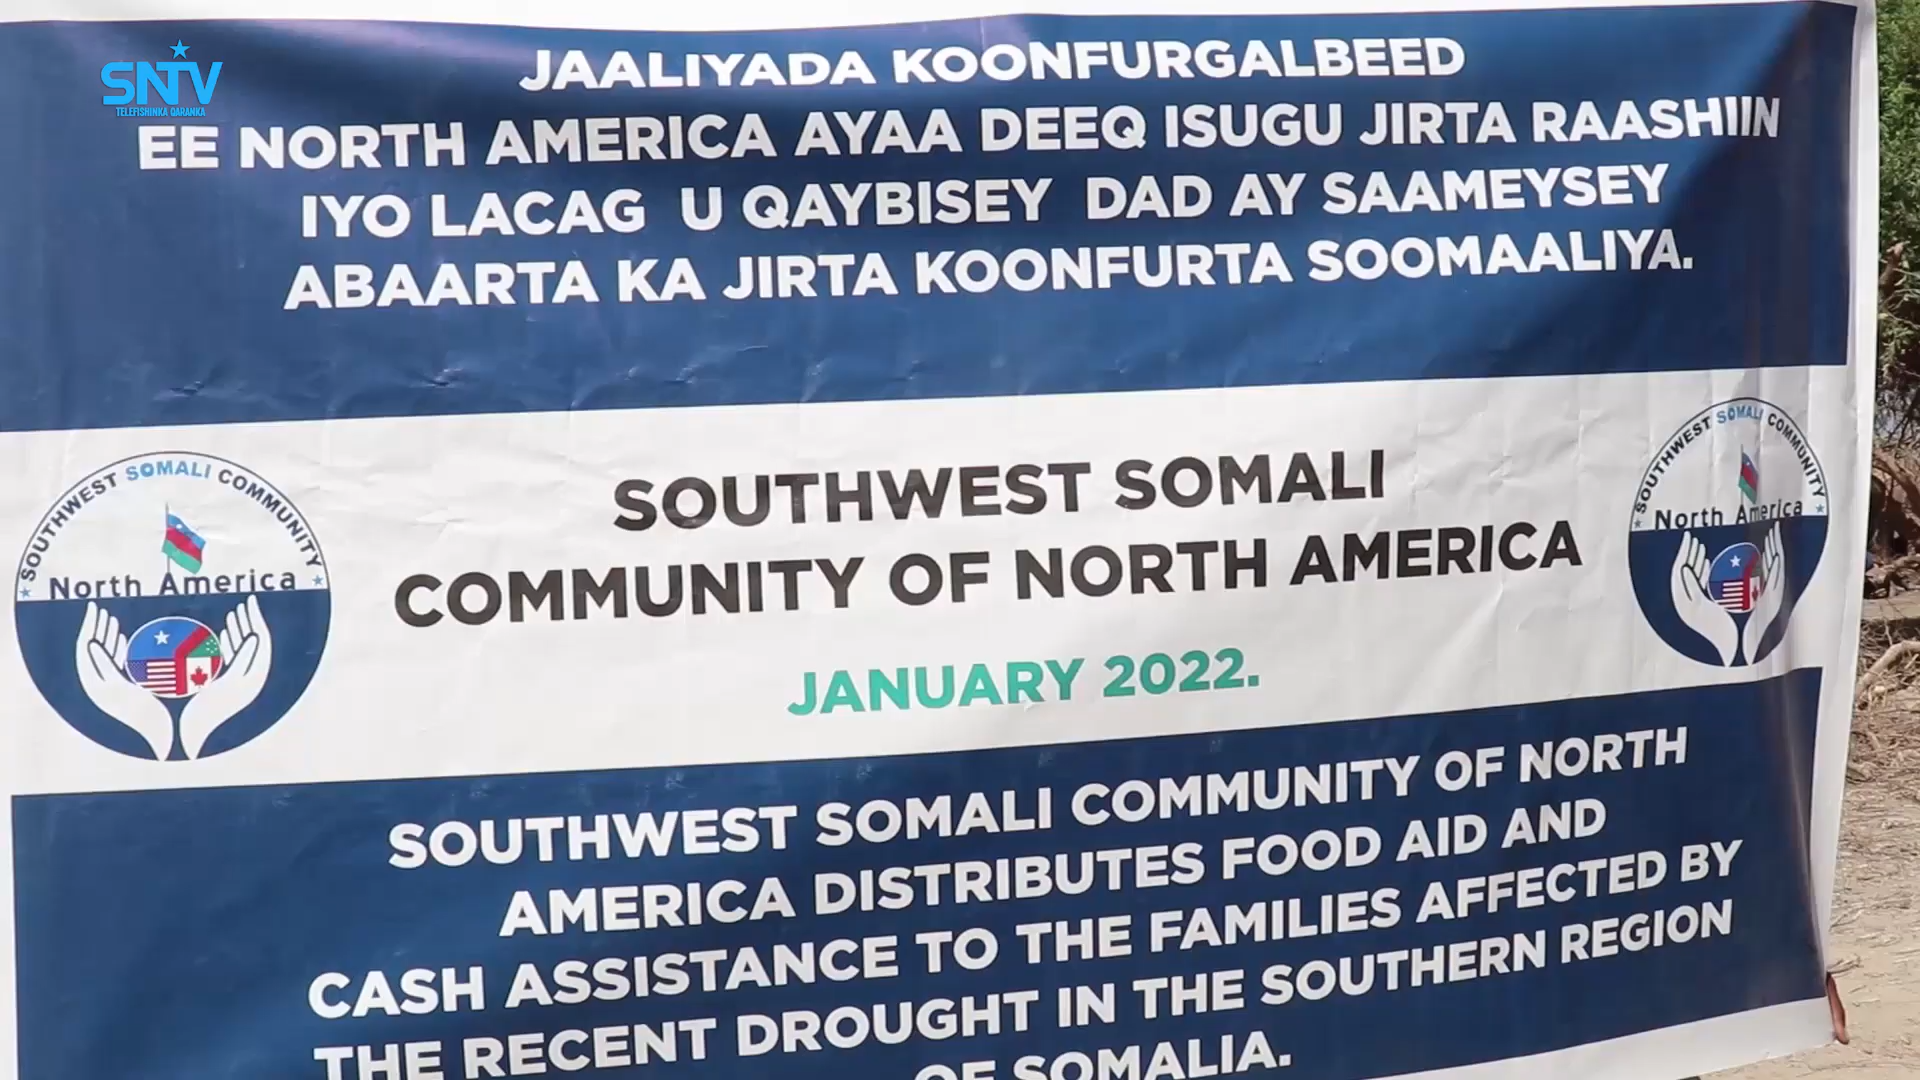 SNTV
TELEFISHINKA QARANKA
JAALIYADA KOONFURGALBEED
EE NORTH AMERICA AYAA DEEQ ISUGU JIRTA RAASHIIN
IYO LACAG U QAYBISEY DAD AY SAAMEYSEY
ABAARTA KA JIRTA KOONFURTA SOOMAALIYA.
SOUTHWEST SOMALI COMMUNITY
North America
SOUTHWEST SOMALI
COMMUNITY OF NORTH AMERICA
JANUARY 2022.
SOUTHWEST SOMALI COMMUNITY
North America
SOUTHWEST SOMALI COMMUNITY OF NORTH
AMERICA DISTRIBUTES FOOD AID AND
CASH ASSISTANCE TO THE FAMILIES AFFECTED BY
THE RECENT DROUGHT IN THE SOUTHERN REGION
OF SOMALIA.